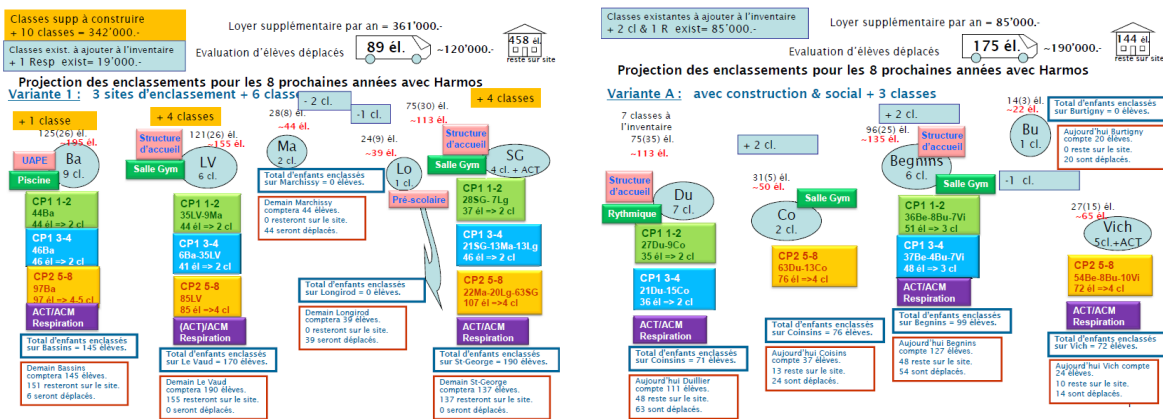 Classes supp à construire
+ 10 classes = 342'000.-
Classes exist. à ajouter à l'inventaire
+ 1 Resp exist= 19'000.-
Loyer supplémentaire par an = 361'000.-
Evaluation d'élèves déplacés
89 él.
~120'000.-
458 él.
reste sur site
Projection des enclassements pour les 8 prochaines années avec Harmos
Variante 1 : 3 sites d'enclassement + 6 classes
+ 1 classe
125(26) él.
~195 él.
UAPE
Piscine
Ba
9 cl.
CP1 1-2
44Ba
44 él => 2 cl
CP1 3-4
46Ba
46 él => 2 cl
CP2 5-8
97Ba
97 él => 4-5 cl
ACT/ACM
Respiration
Total d'enfants enclassés
sur Bassins = 145 élèves.
Demain Bassins
comptera 145 élèves.
151 resteront sur le site.
6 seront déplacés.
+ 4 classes
121(26) él.
~155 él.
Structure
d'accueil
Salle Gym
LV
6 cl.
CP1 1-2
35LV-9Ma
44 él => 2 cl
CP1 3-4
6Ba-35LV
41 él => 2 cl
CP2 5-8
85LV
85 él =>4 cl
(ACT)/ACM
Respiration
Total d'enfants enclassés
sur Le Vaud = 170 élèves.
Demain Le Vaud
comptera 190 élèves.
155 resteront sur le site.
0 seront déplacés.
- 2 cl.
28(8) él.
~44 él.
Ma
2 cl.
Total d'enfants enclassés
sur Marchissy = 0 élèves.
Demain Marchissy
comptera 44 élèves.
0 resteront sur le site.
44 seront déplacés.
-1 cl.
24(9) él.
~39 él.
Lo
1 cl.
Pré-scolaire
Total d'enfants enclassés
sur Longirod = 0 élèves.
Demain Longirod
comptera 39 élèves.
0 resteront sur le site.
39 seront déplacés.
+ 4 classes
75(30) él.
~113 él.
Structure
d'accueil
Salle Gym
SG
4 cl. + ACT
CP1 1-2
28SG-7Lg
37 él => 2 cl
CP1 3-4
21SG-13Ma-13Lg
46 él => 2 cl
CP2 5-8
22Ma-20Lg-63SG
107 él =>4 cl
ACT/ACM
Respiration
Total d'enfants enclassés
sur St-George = 190 élèves.
Demain St-George
comptera 137 élèves.
137 resteront sur le site.
0 seront déplacés.
Classes existantes à ajouter à l'inventaire
+ 2 cl & 1 R exist= 85'000.-
Loyer supplémentaire par an = 85'000.-
Evaluation d'élèves déplacés
175 él.
~190'000.-
144 él.
reste sur site
Projection des enclassements pour les 8 prochaines années avec Harmos
Variante A : avec construction & social + 3 classes
7 classes à
l'inventaire
75(35) él.
~113 él.
Structure
d'accueil
Rythmique
Du
7 cl.
CP1 1-2
27Du-9Co
35 él => 2 cl
CP1 3-4
21Du-15Co
36 él => 2 cl
ACT/ACM
Respiration
Total d'enfants enclassés
sur Coinsins = 71 élèves.
Aujourd'hui Duillier
compte 111 élèves.
48 reste sur le site.
63 sont déplacés.
+ 2 cl.
31(5) él.
~50 él.
Salle Gym
Co
2 cl.
CP2 5-8
63Du-13Co
76 él =>4 cl
Total d'enfants enclassés
sur Coinsins = 76 élèves.
Aujourd'hui Coisins
compte 37 élèves.
13 reste sur le site.
24 sont déplacés.
+ 2 cl.
96(25) él.
~135 él.
Structure
d'accueil
Begnins
6 cl.
Salle Gym
CP1 1-2
36Be-8Bu-7Vi
51 él => 3 cl
CP1 3-4
37Be-4Bu-7Vi
48 él => 3 cl
ACT/ACM
Respiration
Total d'enfants enclassés
sur Begnins = 99 élèves.
Aujourd'hui Begnins
compte 127 élèves.
48 reste sur le site.
54 sont déplacés.
14(3) él.
~22 él.
Bu
1 cl.
Total d'enfants enclassés
sur Burtigny = 0 élèves.
Aujourd'hui Burtigny
compte 20 élèves.
0 reste sur le site.
20 sont déplacés.
-1 cl.
27(15) él.
~65 él.
Vich
5cl.+ACT
CP2 5-8
54Be-8Bu-10Vi
72 él =>4 cl
Total d'enfants enclassés
sur Vich = 72 élèves.
Aujourd'hui Vich compte
24 élèves.
10 reste sur le site.
14 sont déplacés.